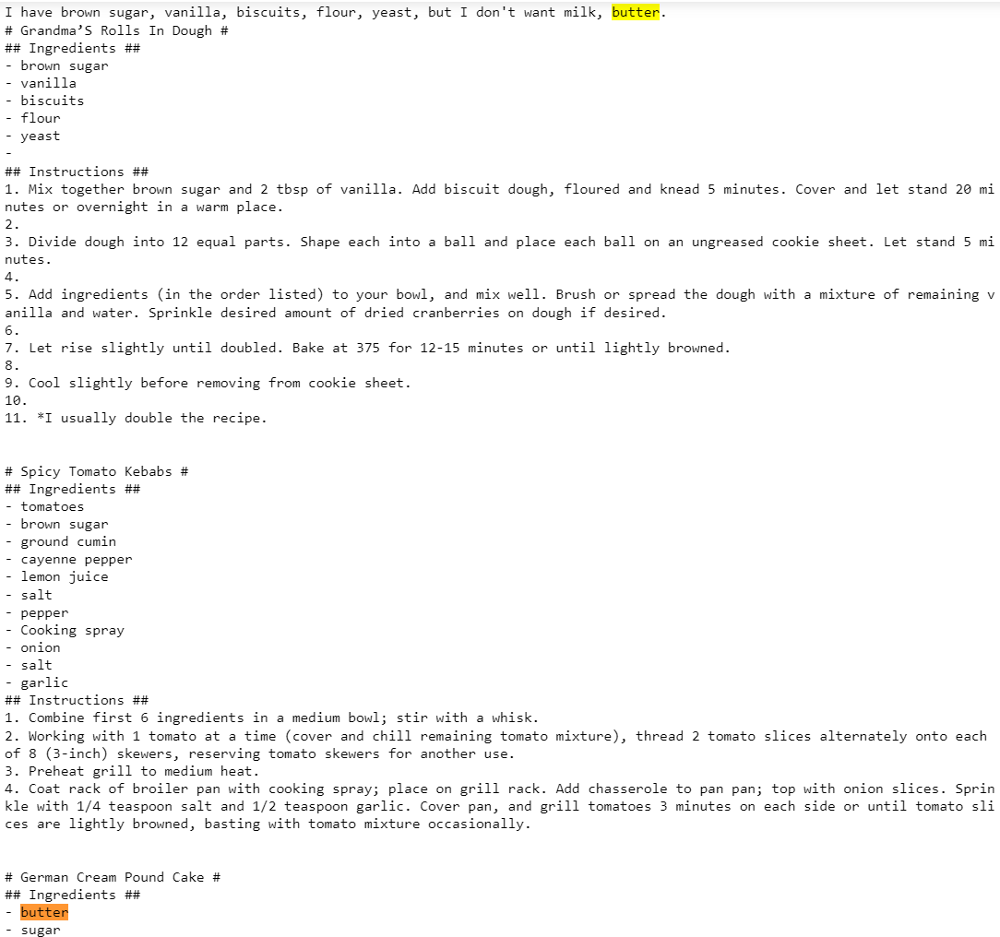 I have brown sugar, vanilla, biscuits, flour, yeast, but I don't want milk, butter.
# Grandma’S Rolls In Dough #
## Ingredients ##
- brown sugar
- vanilla
- biscuits
- flour
- yeast
-
## Instructions ##
1. Mix together brown sugar and 2 tbsp of vanilla. Add biscuit dough, floured and knead 5 minutes. Cover and let stand 20 mi
nutes or overnight in a warm place.
2.
3. Divide dough into 12 equal parts. Shape each into a ball and place each ball on an ungreased cookie sheet. Let stand 5 mi
nutes.
4.
5. Add ingredients (in the order listed) to your bowl, and mix well. Brush or spread the dough with a mixture of remaining v
anilla and water. Sprinkle desired amount of dried cranberries on dough if desired.
6.
7. Let rise slightly until doubled. Bake at 375 for 12-15 minutes or until lightly browned.
8.
9. Cool slightly before removing from cookie sheet.
10.
11. *I usually double the recipe.
# Spicy Tomato Kebabs #
## Ingredients ##
- tomatoes
- brown sugar
- ground cumin
- cayenne pepper
- lemon juice
- salt
- pepper
- Cooking spray
- onion
- salt
- garlic
## Instructions ##
1. Combine first 6 ingredients in a medium bowl; stir with a whisk.
2. Working with 1 tomato at a time (cover and chill remaining tomato mixture), thread 2 tomato slices alternately onto each
of 8 (3-inch) skewers, reserving tomato skewers for another use.
3. Preheat grill to medium heat.
4. Coat rack of broiler pan with cooking spray; place on grill rack. Add chasserole to pan pan; top with onion slices. Sprin
kle with 1/4 teaspoon salt and 1/2 teaspoon garlic. Cover pan, and grill tomatoes 3 minutes on each side or until tomato sli
ces are lightly browned, basting with tomato mixture occasionally.
# German Cream Pound Cake #
## Ingredients ##
- butter
- sugar